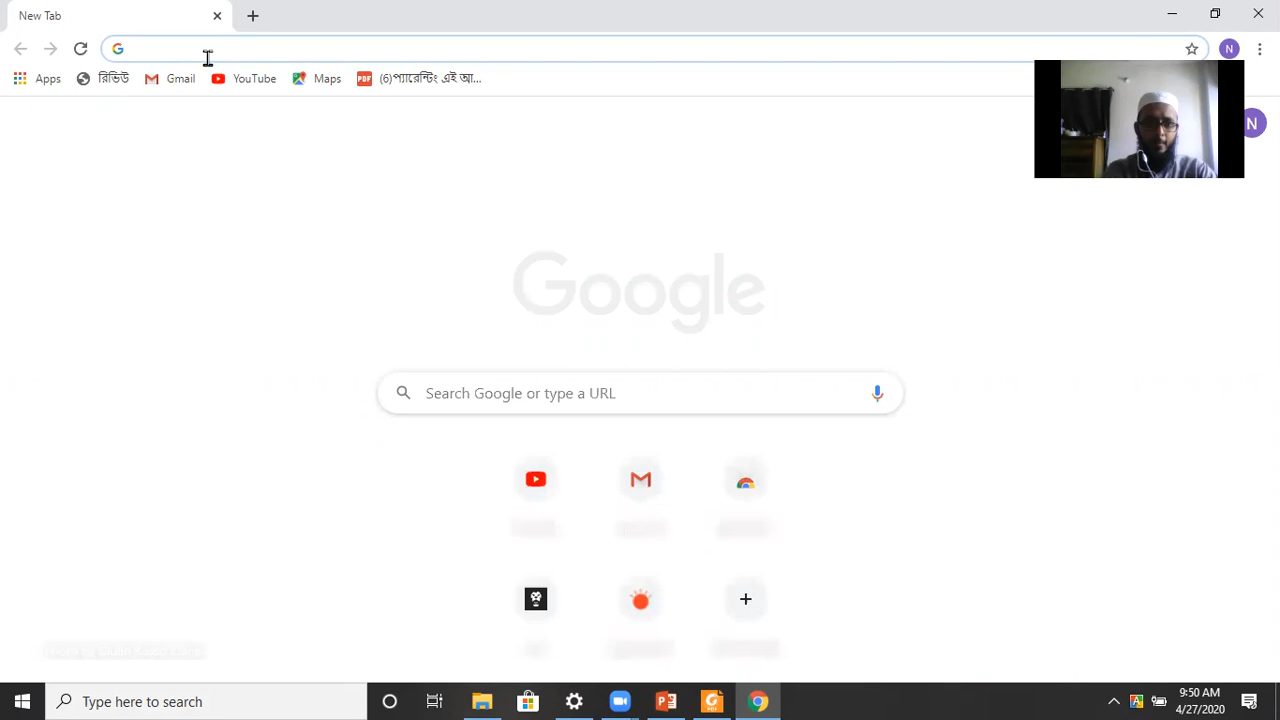 New Tab
Apps
রিভিউ
Gmail
YouTube
Maps
PDF
(6)প্যারেন্টিং এই আ...
N
N
Google
Search Google or type a URL
Type here to search
9:50 AM
4/27/2020